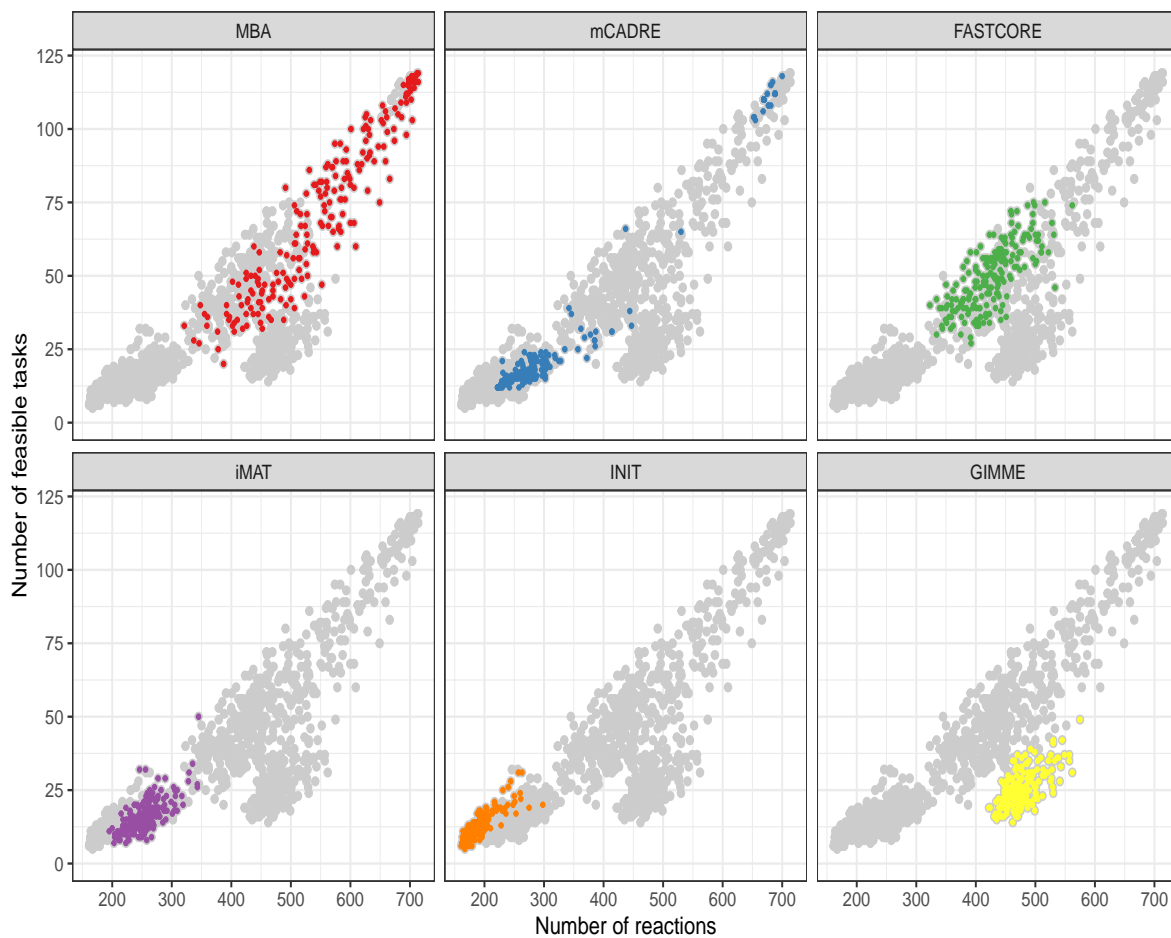 MBA mCADRE FASTCORE
125
100
75
50
25
0
iMAT INIT GIMME
125
100
75
50
25
0
200 300 400 500 600 700 200 300 400 500 600 700 200 300 400 500 600 700
Number of reactions
Number of feasible tasks